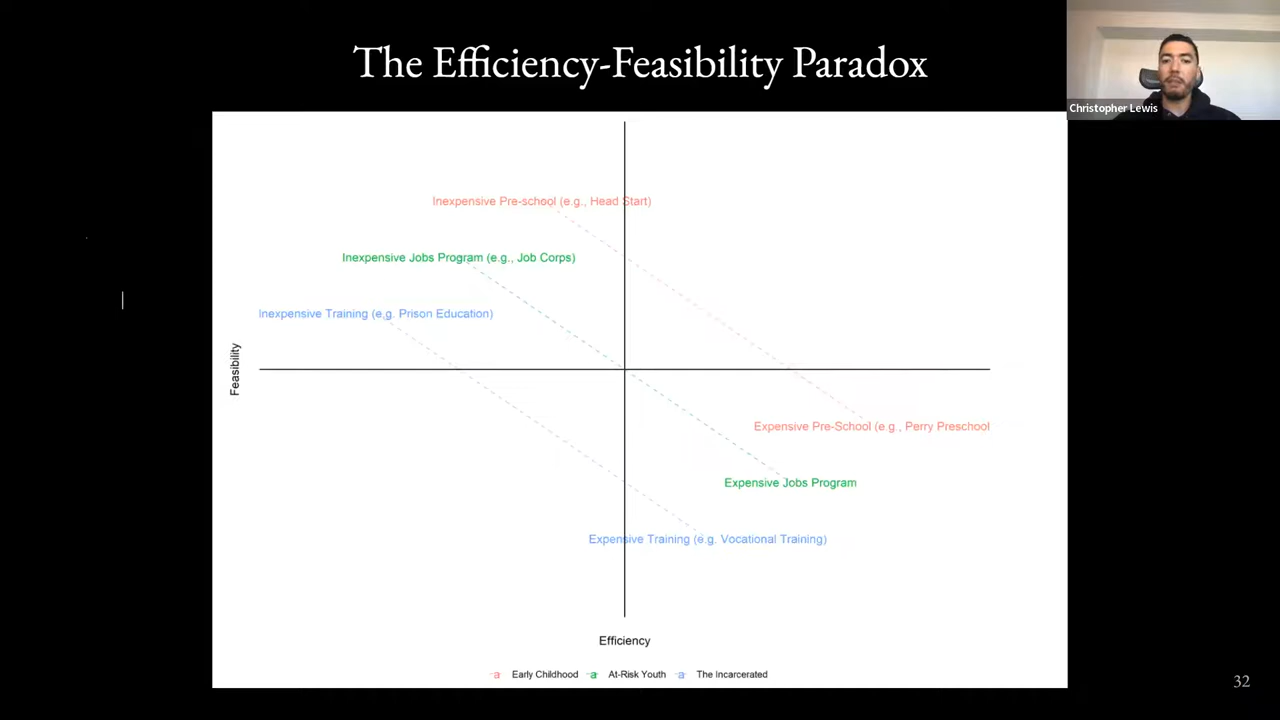 The Efficiency-Feasibility Paradox
Christopher Lewis
Inexpensive Pre-school (e.g., Head Start)
Inexpensive Jobs Program (e.g., Job Corps)
Inexpensive Training (e.g. Prison Education)
Feasibility
Expensive Pre-School (e.g., Perry Preschool
Expensive Jobs Program
Expensive Training (e.g. Vocational Training)
Efficiency
a Early Childhood a At-Risk Youth a The Incarcerated
32